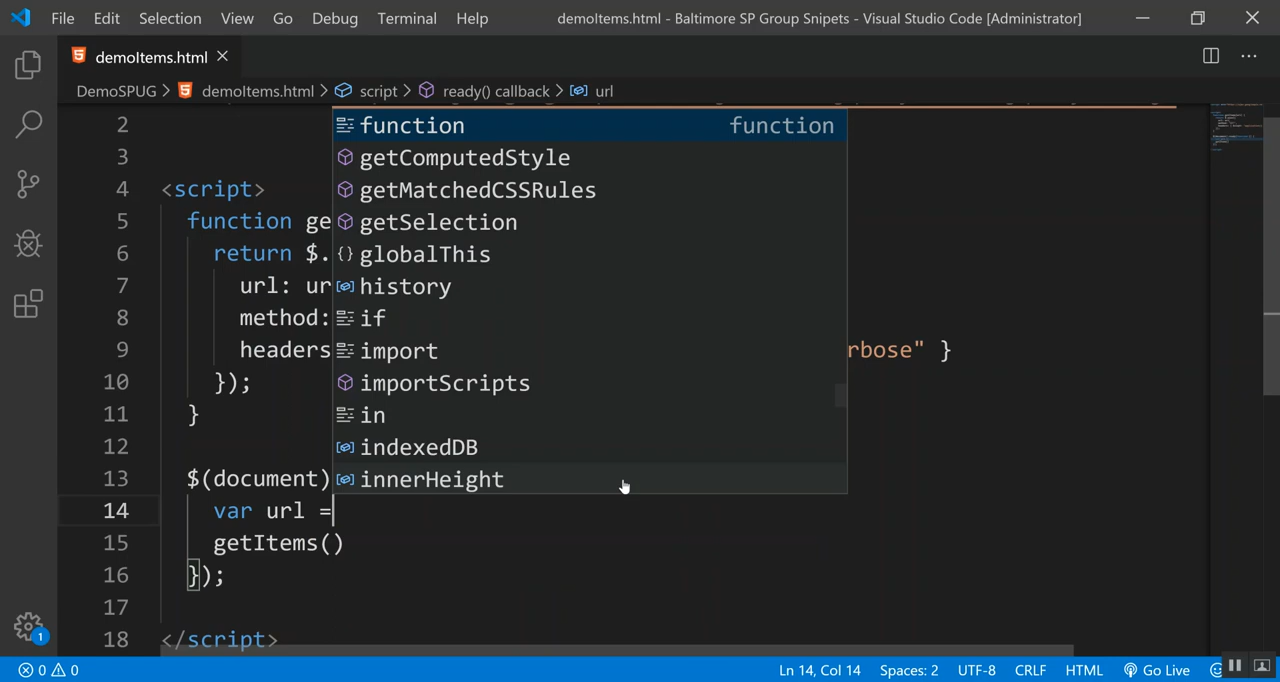 File Edit Selection View Go Debug Terminal Help demoItems.html - Baltimore SP Group Snipets - Visual Studio Code [Administrator]
demoItems.html
DemoSPUG > demoItems.html > script > ready() callback > url
2
3
4 <script>
5 function ge
6 return $.
7 url: ur
8 method:
9 headers rbose" }
10 });
11 }
12
13 $(document)
14 var url =
15 getItems()
16 });
17
18 </script>
function function
getComputedStyle
getMatchedCSSRules
getSelection
globalThis
history
if
import
importScripts
in
indexedDB
innerHeight
1
0 0 Ln 14, Col 14 Spaces: 2 UTF-8 CRLF HTML Go Live